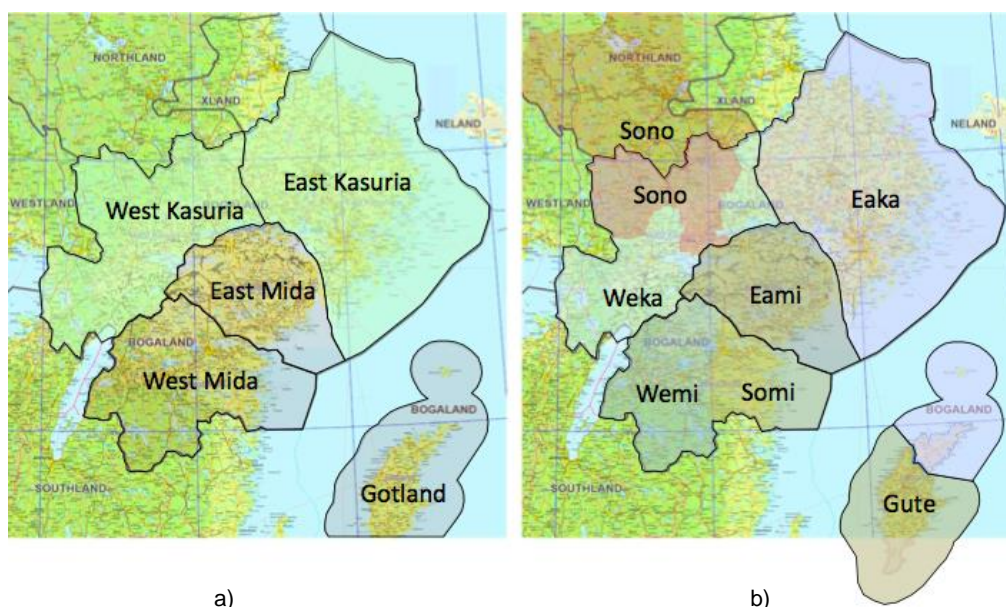 NORTHLAND
XLAND
NELAND
East Kasuria
WESTLAND
West Kasuria
East Mida
BOGALAND
West Mida
BOGALAND
SOUTHLAND
Gotland
a)
NORTHLAND
XLAND
Sono
NELAND
Sono
WESTLAND
BOGALAND
Eaka
Weka
Eami
BOGALAND
Wemi
Somi
BOGALAND
SOUTHLAND
Gute
b)